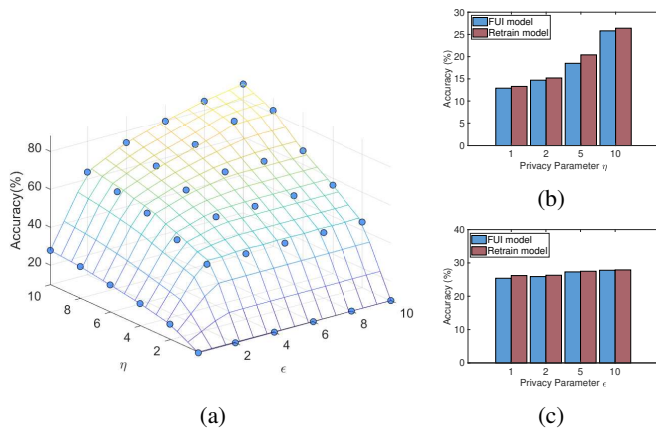 Accuracy(%)
80
60
40
20
10
8
6
4
2
η
2
4
6
8
10
ϵ
(a)
30
25
20
15
10
5
0
Accuracy (%)
FUI model
Retrain model
1 2 5 10
Privacy Parameter η
(b)
40
30
20
10
0
Accuracy (%)
FUI model
Retrain model
1 2 5 10
Privacy Parameter ϵ
(c)